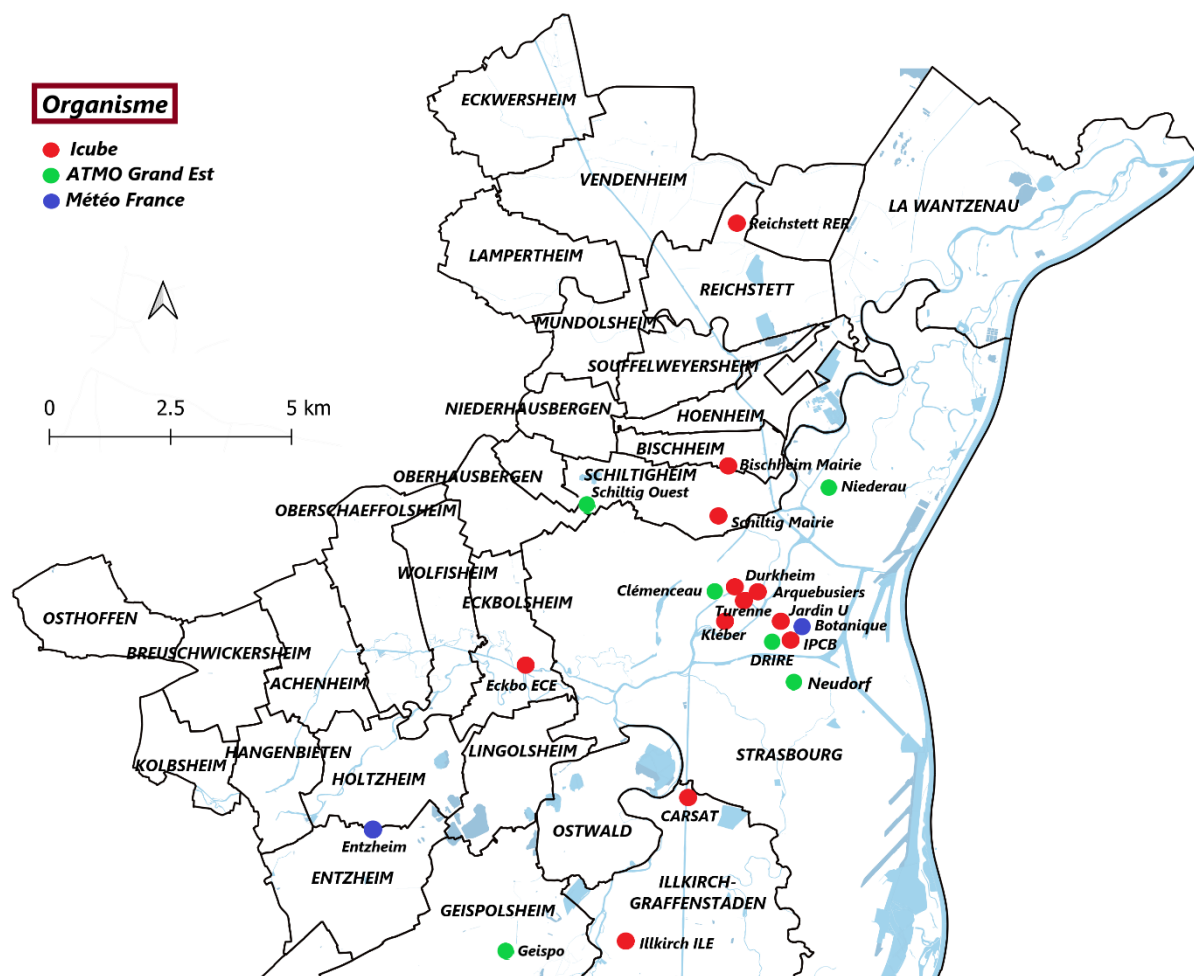 Organisme
Icube
ATMO Grand Est
Météo France
0 2.5 5 km
ECKWERSHEIM
VENDENHEIM
LA WANTZENAU
Reichstett RER
LAMPERTHEIM
REICHSTETT
MUNDOLSHEIM
SOUFFELWEYERSHEIM
NIEDERHAUSBERGEN
HOENHEIM
BISCHHEIM
Bischheim Mairie
OBERHAUSBERGEN
SCHILTIGHEIM
Schiltig Ouest
Niederau
OBERSCHAEFFOLSHEIM
Schiltig Mairie
WOLFISHEIM
Durkheim
Clémenceau
Arquebusiers
ECKBOLSHEIM
Turenne
Jardin U
OSTHOFFEN
Kléber
Botanique
IPCB
BREUSCHWICKERSHEIM
DRIRE
ACHENHEIM
Eckbo ECE
Neudorf
HANGENBIETEN
LINGOLSHEIM
STRASBOURG
KOLBSHEIM
HOLTZHEIM
CARSAT
OSTWALD
Entzheim
ENTZHEIM
ILLKIRCH-
GRAFFENSTADEN
GEISPOLSHEIM
Illkirch ILE
Geispo